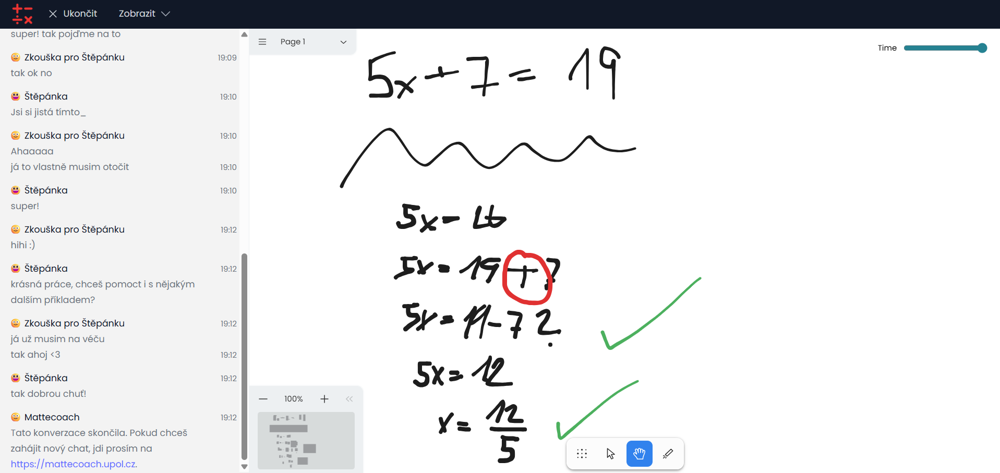 Ukončit
Zobrazit
super! tak pojďme na to
Zkouška pro Štěpánku 19:09
tak ok no
Štěpánka 19:10
Jsi si jistá tímto_
Zkouška pro Štěpánku 19:10
Ahaaaaa
já to vlastně musim otočit 19:10
Štěpánka 19:10
super!
Zkouška pro Štěpánku 19:12
hihi :)
Štěpánka 19:12
krásná práce, chceš pomoct i s nějakým
dalším příkladem?
Zkouška pro Štěpánku 19:12
já už musim na véču
tak ahoj <3 19:12
Štěpánka 19:12
tak dobrou chuť!
Mattecoach 19:12
Tato konverzace skončila. Pokud chceš
zahájit nový chat, jdi prosím na
https://mattecoach.upol.cz.
Page 1
Time
5x + 7 = 19
5x =
5x = 19 + 7
5x = 19 - 7 ?
5x = 12
x = 12/5
100%